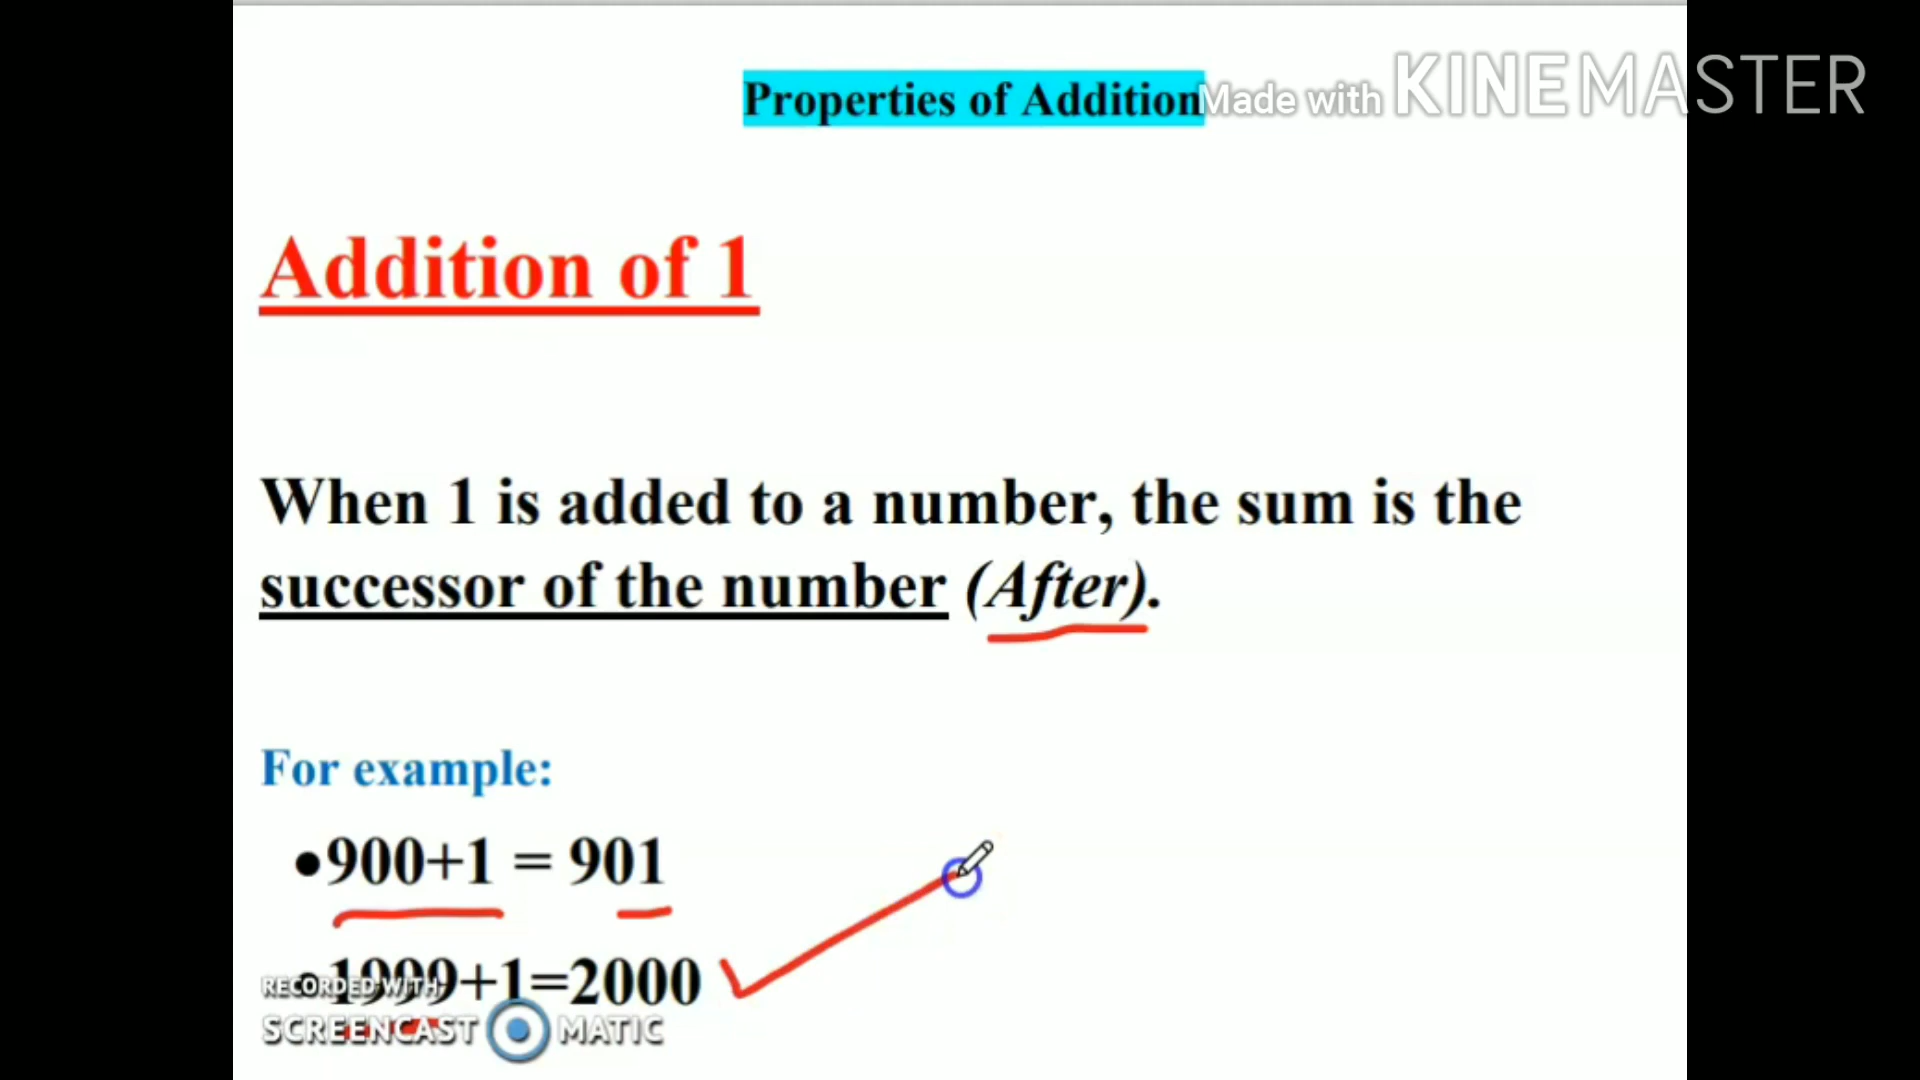 Properties of Addition
Made with KINEMASTER
Addition of 1
When 1 is added to a number, the sum is the
successor of the number (After).
For example:
•900+1 = 901
•1999+1=2000
RECORDED WITH
SCREENCAST MATIC